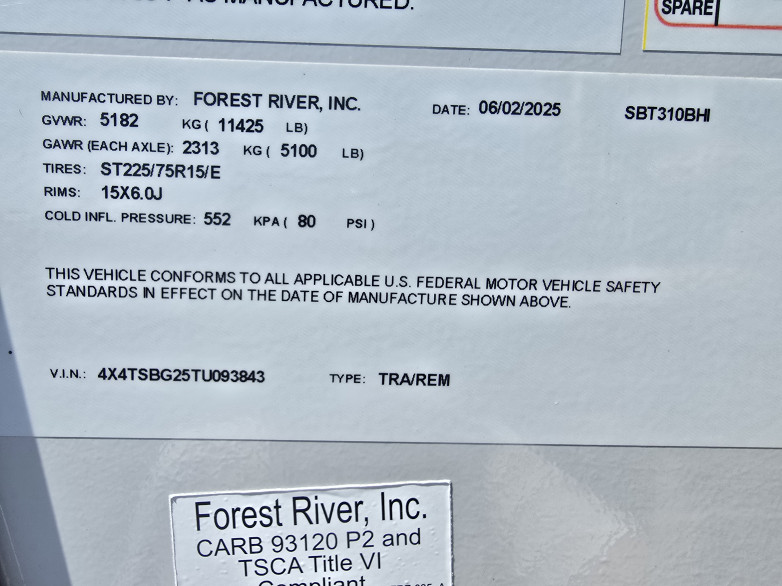 AS MANUFACTURED.
SPARE
MANUFACTURED BY: FOREST RIVER, INC.
DATE: 06/02/2025
SBT310BHI
GVWR: 5182 KG ( 11425 LB)
GAWR (EACH AXLE): 2313 KG ( 5100 LB)
TIRES: ST225/75R15/E
RIMS: 15X6.0J
COLD INFL. PRESSURE: 552 KPA ( 80 PSI )
THIS VEHICLE CONFORMS TO ALL APPLICABLE U.S. FEDERAL MOTOR VEHICLE SAFETY
STANDARDS IN EFFECT ON THE DATE OF MANUFACTURE SHOWN ABOVE.
V.I.N.: 4X4TSBG25TU093843 TYPE: TRA/REM
Forest River, Inc.
CARB 93120 P2 and
TSCA Title VI
Compliant